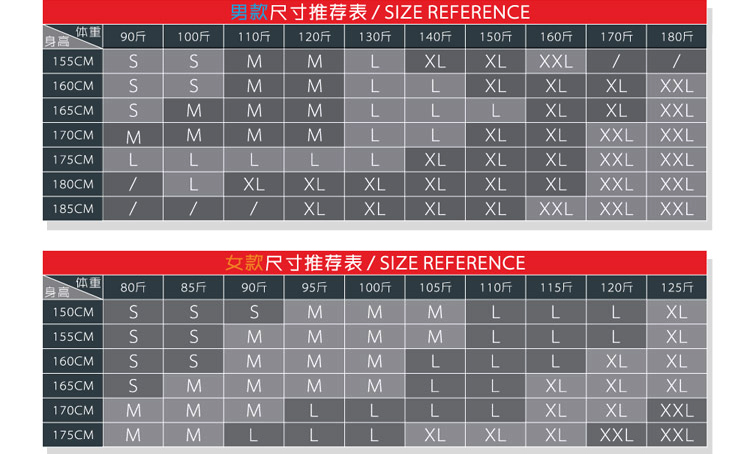 男款尺寸推荐表 / SIZE REFERENCE
体重 身高 90斤 100斤 110斤 120斤 130斤 140斤 150斤 160斤 170斤 180斤
155CM S S M M L XL XL XXL / /
160CM S S M M L L XL XL XL XXL
165CM S M M M L L L XL XL XXL
170CM M M M M L L XL XL XXL XXL
175CM L L L L L XL XL XL XXL XXL
180CM / L XL XL XL XL XL XL XXL XXL
185CM / / / XL XL XL XL XXL XXL XXL
女款尺寸推荐表 / SIZE REFERENCE
体重 身高 80斤 85斤 90斤 95斤 100斤 105斤 110斤 115斤 120斤 125斤
150CM S S S M M M L L L XL
155CM S S M M M M L L L XL
160CM S S M M M L L L XL XL
165CM S M M M M L L XL XL XL
170CM M M M L L L L XL XL XXL
175CM M M L L L XL XL XL XXL XXL